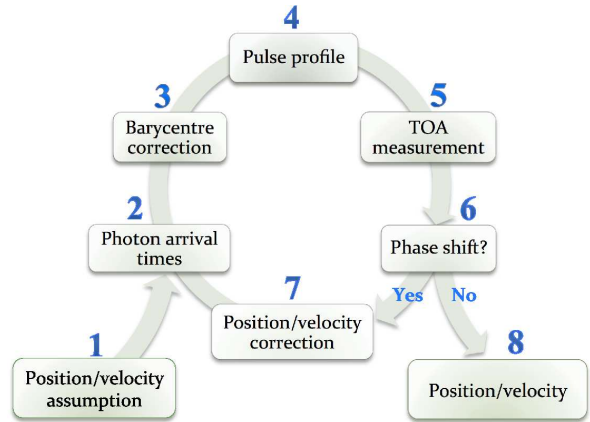 4
Pulse profile
3
Barycentre
correction
5
TOA
measurement
2
Photon arrival
times
6
Phase shift?
Yes No
7
Position/velocity
correction
1
Position/velocity
assumption
8
Position/velocity